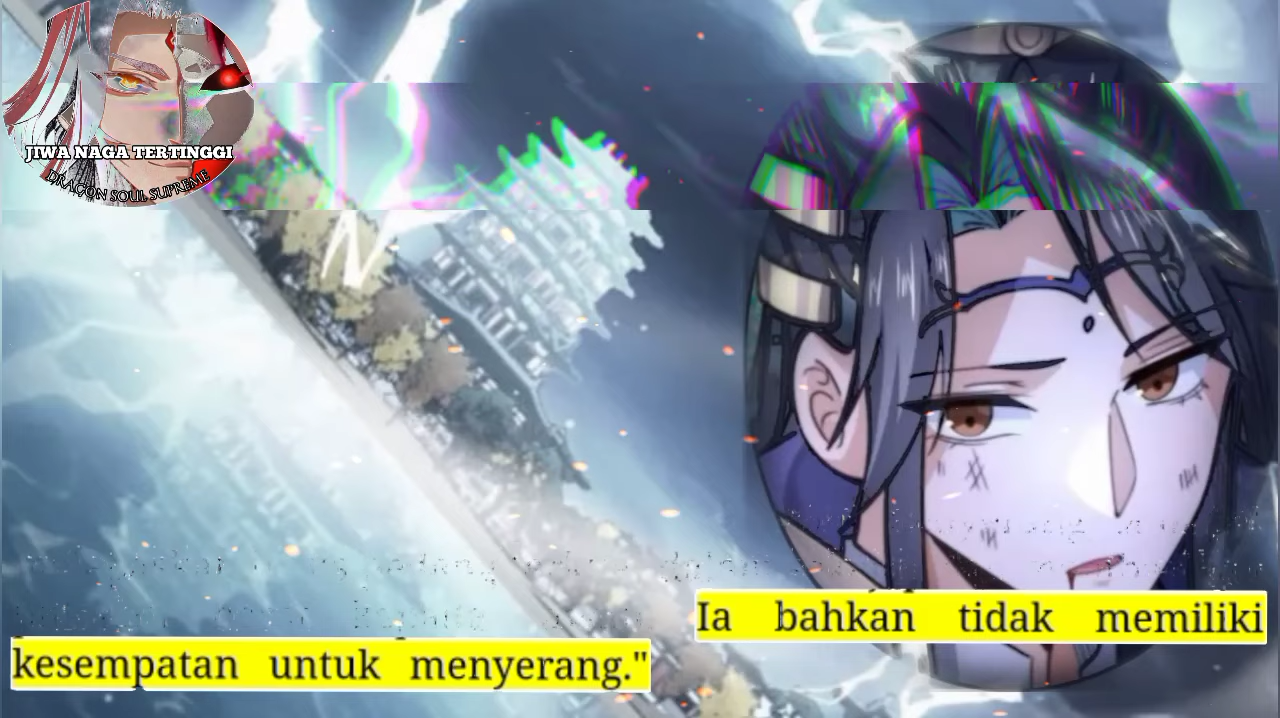 JIWA NAGA TERTINGGI
DRAGON SOUL SUPREME
Ia bahkan tidak memiliki
kesempatan untuk menyerang."